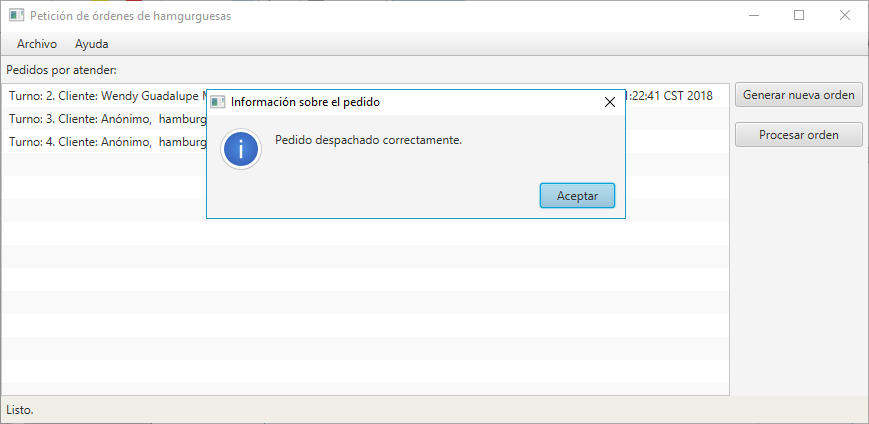 Petición de órdenes de hamgurguesas
Archivo Ayuda
Pedidos por atender:
Turno: 2. Cliente: Wendy Guadalupe 1:22:41 CST 2018
Turno: 3. Cliente: Anónimo, hamburg
Turno: 4. Cliente: Anónimo, hamburg
Información sobre el pedido
Pedido despachado correctamente.
Aceptar
Generar nueva orden
Procesar orden
Listo.